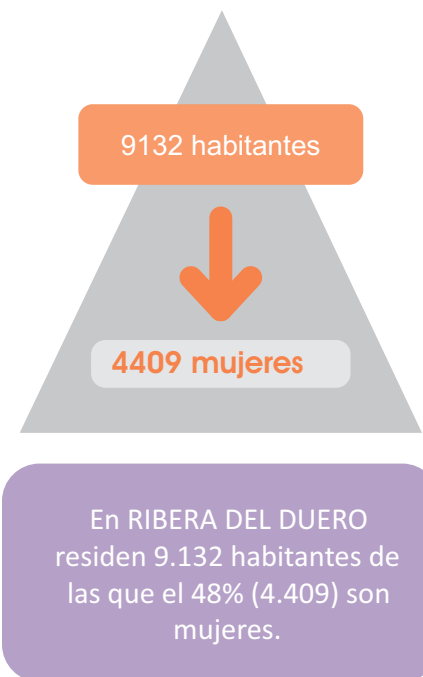 9132 habitantes
4409 mujeres
En RIBERA DEL DUERO
residen 9.132 habitantes de
las que el 48% (4.409) son
mujeres.